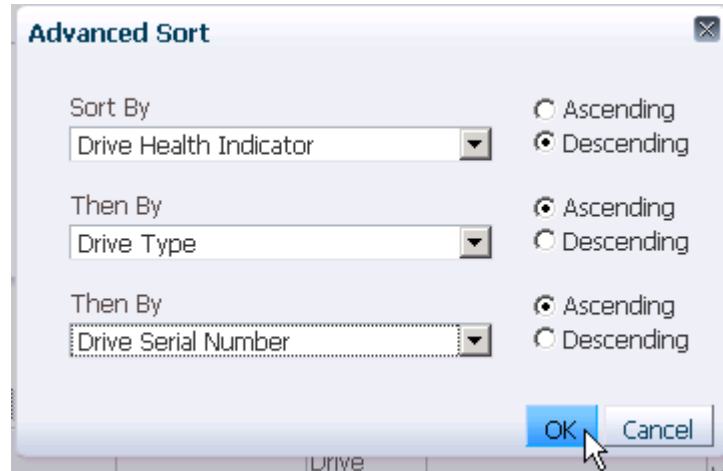 Advanced Sort
Sort By
Ascending
Drive Health Indicator
Descending
Then By
Ascending
Drive Type
Descending
Then By
Ascending
Drive Serial Number
Descending
OK Cancel
Drive